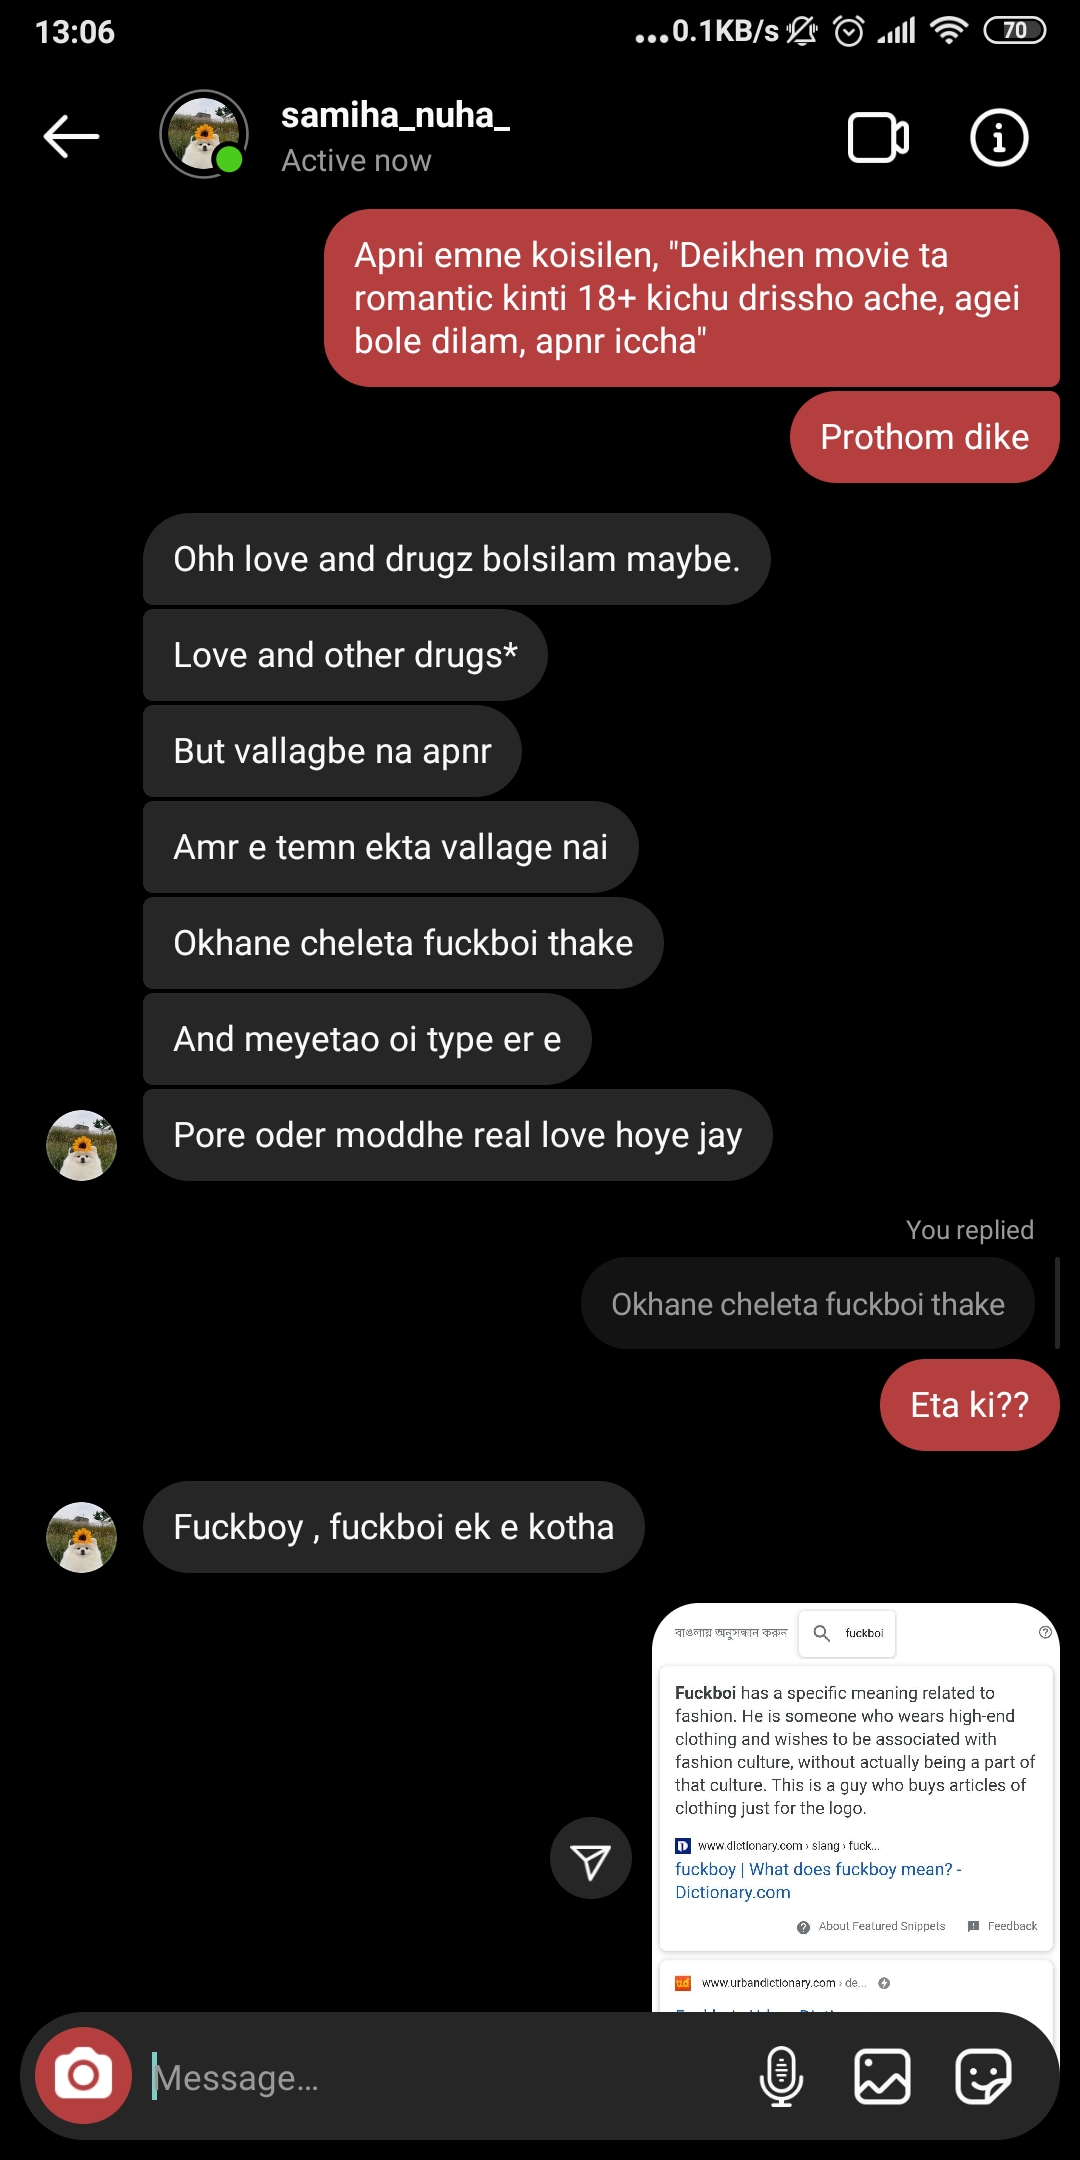 13:06
...0.1KB/s
70
samiha_nuha_
Active now
Apni emne koisilen, "Deikhen movie ta
romantic kinti 18+ kichu drissho ache, agei
bole dilam, apnr iccha"
Prothom dike
Ohh love and drugz bolsilam maybe.
Love and other drugs*
But vallagbe na apnr
Amr e temn ekta vallage nai
Okhane cheleta fuckboi thake
And meyetao oi type er e
Pore oder moddhe real love hoye jay
You replied
Okhane cheleta fuckboi thake
Eta ki??
Fuckboy , fuckboi ek e kotha
বাঙলায় অনুসন্ধান করুন
fuckboi
Fuckboi has a specific meaning related to
fashion. He is someone who wears high-end
clothing and wishes to be associated with
fashion culture, without actually being a part of
that culture. This is a guy who buys articles of
clothing just for the logo.
www.dictionary.com › slang › fuck...
fuckboy | What does fuckboy mean? -
Dictionary.com
About Featured Snippets
Feedback
www.urbandictionary.com › de...
Message...